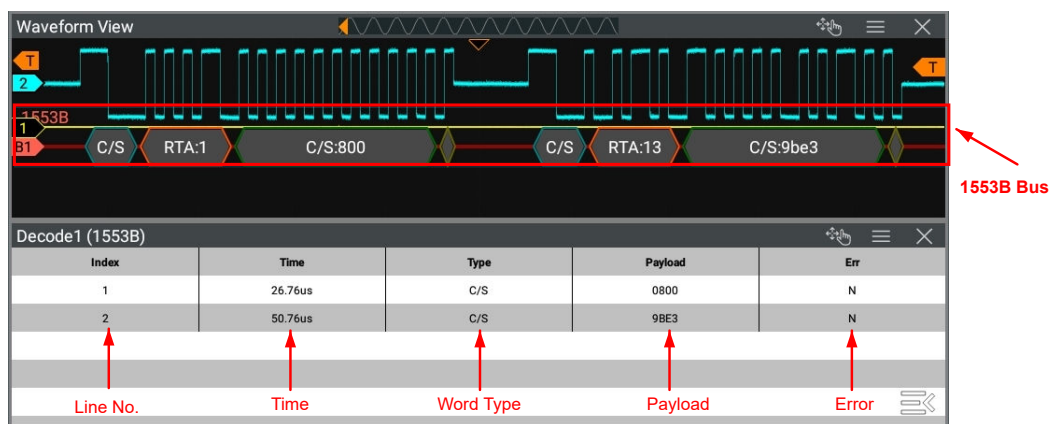 Waveform View
T
2
T
1553B
1
B1
C/S RTA:1 C/S:800 C/S RTA:13 C/S:9be3
1553B Bus
Decode1 (1553B)
Index Time Type Payload Err
1 26.76us C/S 0800 N
2 50.76us C/S 9BE3 N
Line No. Time Word Type Payload Error